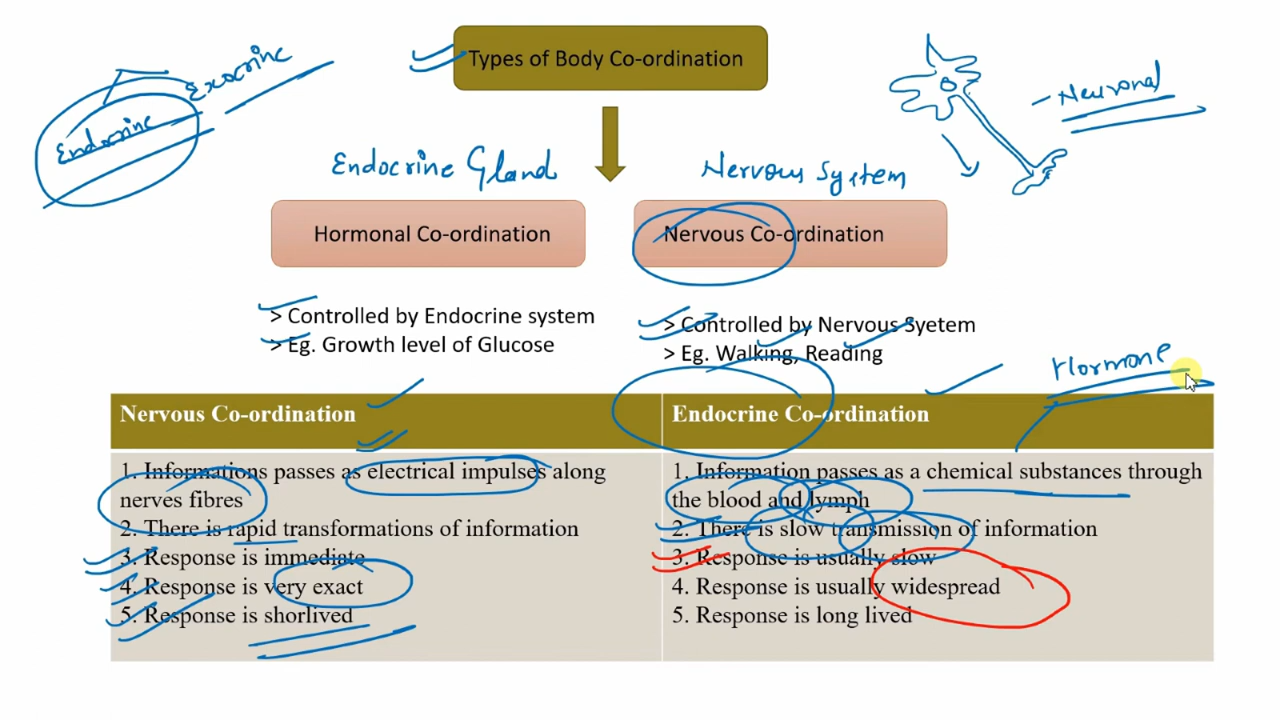 Types of Body Co-ordination
Exocrine
Endocrine
Neuronal
Endocrine Gland
Nervous System
Hormonal Co-ordination
Nervous Co-ordination
> Controlled by Endocrine system
> Eg. Growth level of Glucose
> Controlled by Nervous Syetem
> Eg. Walking, Reading
Hormone
Nervous Co-ordination
1. Informations passes as electrical impulses along
nerves fibres
2. There is rapid transformations of information
3. Response is immediate
4. Response is very exact
5. Response is shorlived
Endocrine Co-ordination
1. Information passes as a chemical substances through
the blood and lymph
2. There is slow transmission of information
3. Response is usually slow
4. Response is usually widespread
5. Response is long lived